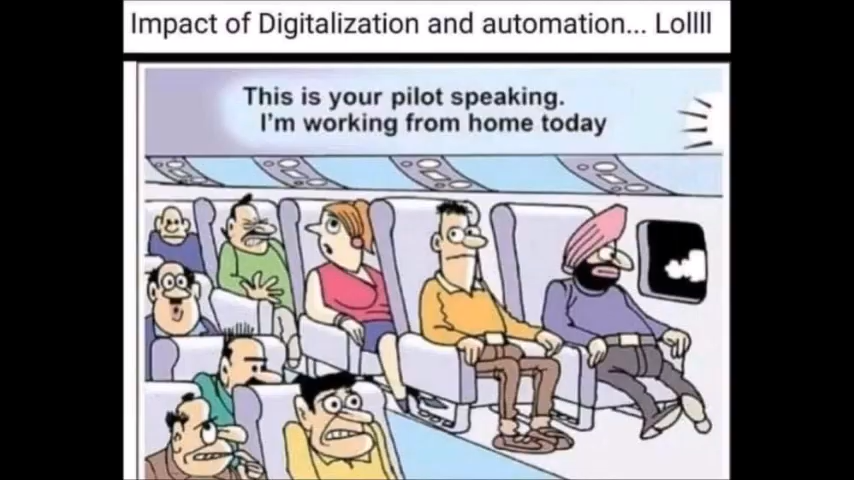 Impact of Digitalization and automation... Lollll
This is your pilot speaking.
I'm working from home today